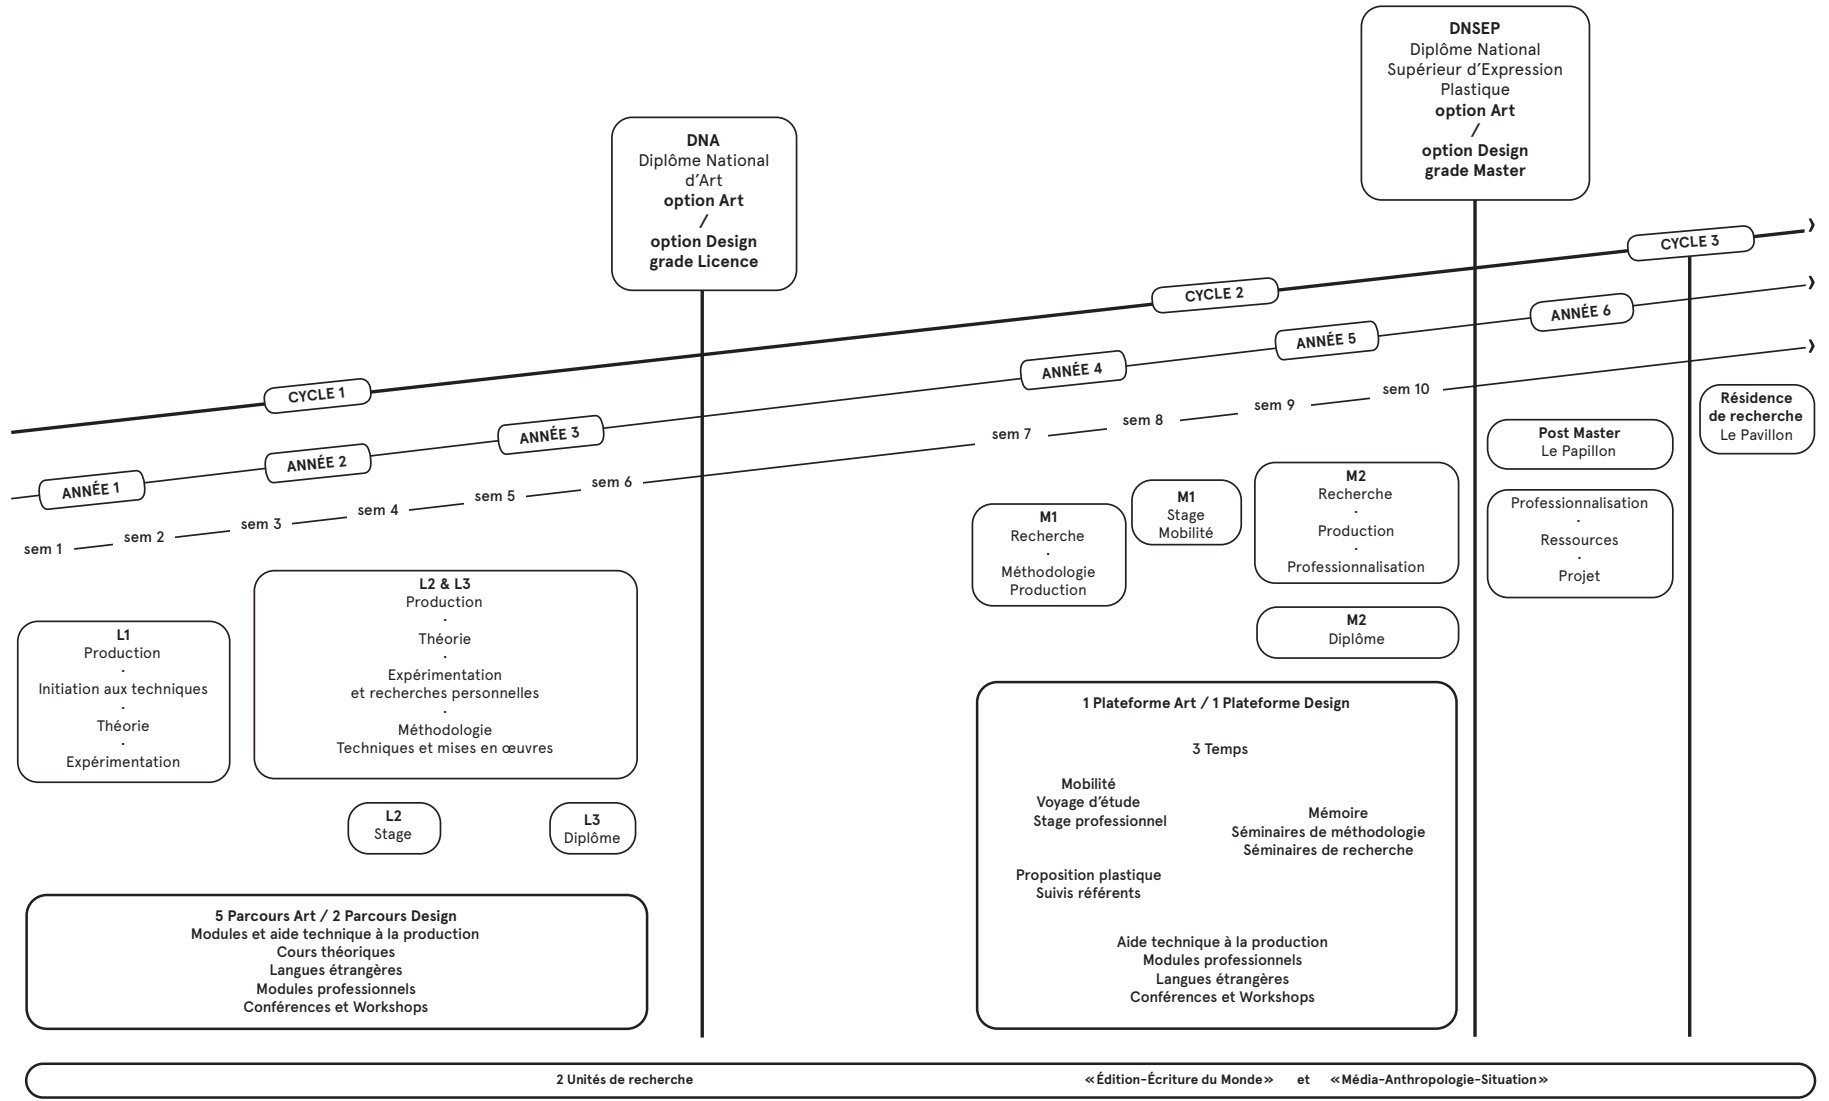 DNSEP
Diplôme National
Supérieur d'Expression
Plastique
option Art
/
option Design
grade Master
DNA
Diplôme National
d'Art
option Art
/
option Design
grade Licence
CYCLE 1
CYCLE 2
CYCLE 3
ANNÉE 1
ANNÉE 2
ANNÉE 3
ANNÉE 4
ANNÉE 5
ANNÉE 6
sem 1
sem 2
sem 3
sem 4
sem 5
sem 6
sem 7
sem 8
sem 9
sem 10
L1
Production
·
Initiation aux techniques
·
Théorie
·
Expérimentation
L2 & L3
Production
·
Théorie
·
Expérimentation
et recherches personnelles
·
Méthodologie
Techniques et mises en œuvres
L2
Stage
L3
Diplôme
5 Parcours Art / 2 Parcours Design
Modules et aide technique à la production
Cours théoriques
Langues étrangères
Modules professionnels
Conférences et Workshops
M1
Recherche
·
Méthodologie
Production
M1
Stage
Mobilité
M2
Recherche
·
Production
·
Professionnalisation
M2
Diplôme
1 Plateforme Art / 1 Plateforme Design
3 Temps
Mobilité
Voyage d'étude
Stage professionnel
Mémoire
Séminaires de méthodologie
Séminaires de recherche
Proposition plastique
Suivis référents
Aide technique à la production
Modules professionnels
Langues étrangères
Conférences et Workshops
Post Master
Le Papillon
Professionnalisation
·
Ressources
·
Projet
Résidence
de recherche
Le Pavillon
2 Unités de recherche «Édition-Écriture du Monde» et «Média-Anthropologie-Situation»